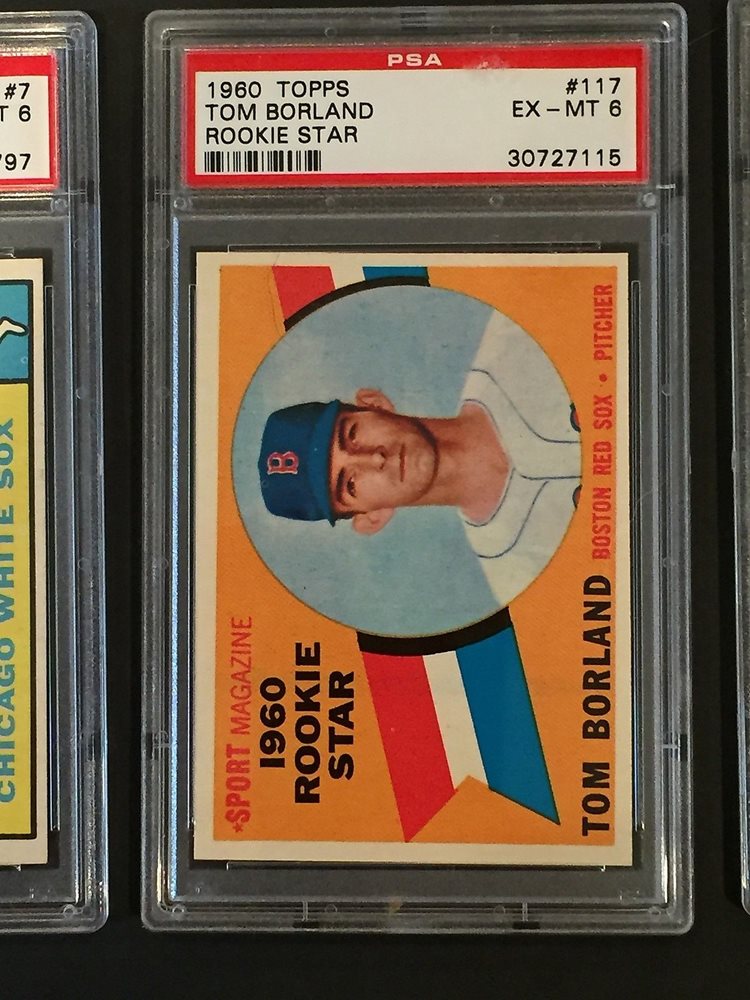 #7
T 6
797
CHICAGO WHITE SOX
PSA
1960 TOPPS #117
TOM BORLAND EX-MT 6
ROOKIE STAR
30727115
B
★SPORT MAGAZINE
1960
ROOKIE
STAR
TOM BORLAND BOSTON RED SOX • PITCHER